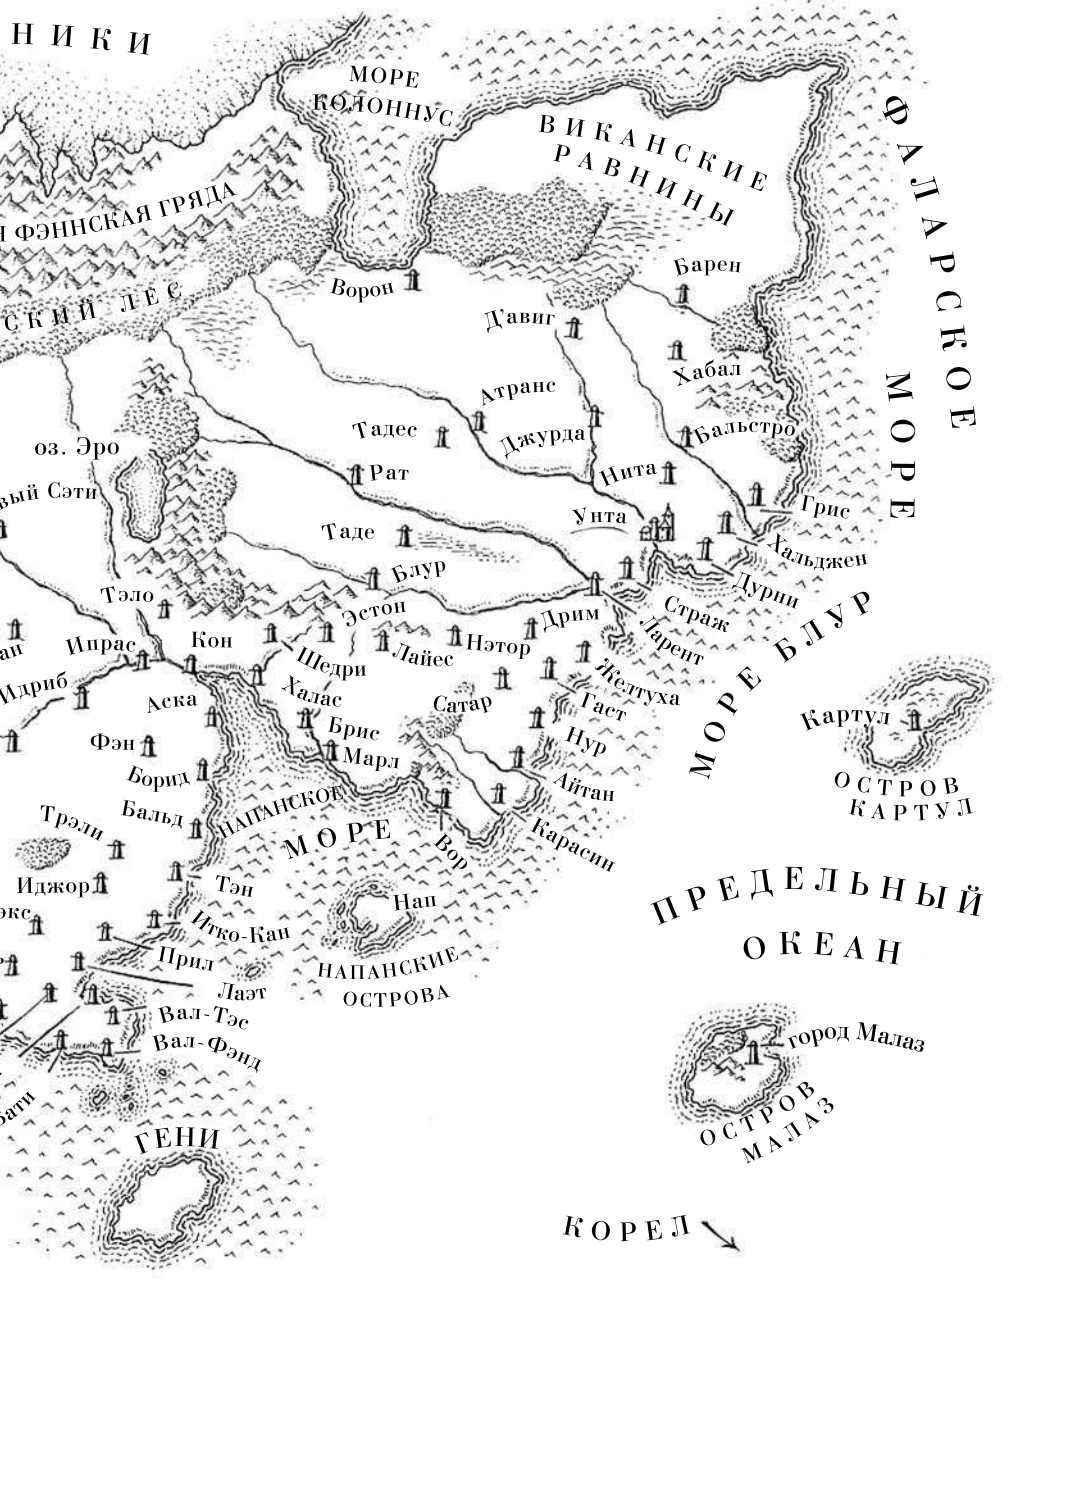 НИКИ
МОРЕ
КОЛОННУС
ВИКАНСКИЕ
РАВНИНЫ
ФАЛАРСКОЕ
МОРЕ
ФЭННСКАЯ ГРЯДА
СКИЙ ЛЕС
Ворон
Барен
Д'авиг
Хабал
Атранс
Тадес
Джурда
Бальстро
оз. Эро
Рат
Нита
вый Сэти
Грис
Унта
Таде
Хальджен
Блур
Дурни
Тэло
Эстон
Дрим
Страж
ан
Ипрас
Кон
Нэтор
Ларент
Лайес
Шедри
МОРЕ БЛУР
Идриб
Аска
Халас
Сатар
Желтуха
Гаст
Картул
Брис
Фэн
Нур
Марл
Борид
Айтан
ОСТРОВ
КАРТУЛ
Бальд
НАПАНСКОЕ
МОРЕ
Трэли
Вор
Карасин
Иджор
Тэн
Нап
ПРЕДЕЛЬНЫЙ
ОКЕАН
экс
Итко-Кан
Прил
НАПАНСКИЕ
ОСТРОВА
Лаэт
Вал-Тэс
Вал-Фэнд
город Малаз
ОСТРОВ
МАЛАЗ
Бати
ГЕНИ
КОРЕЛ